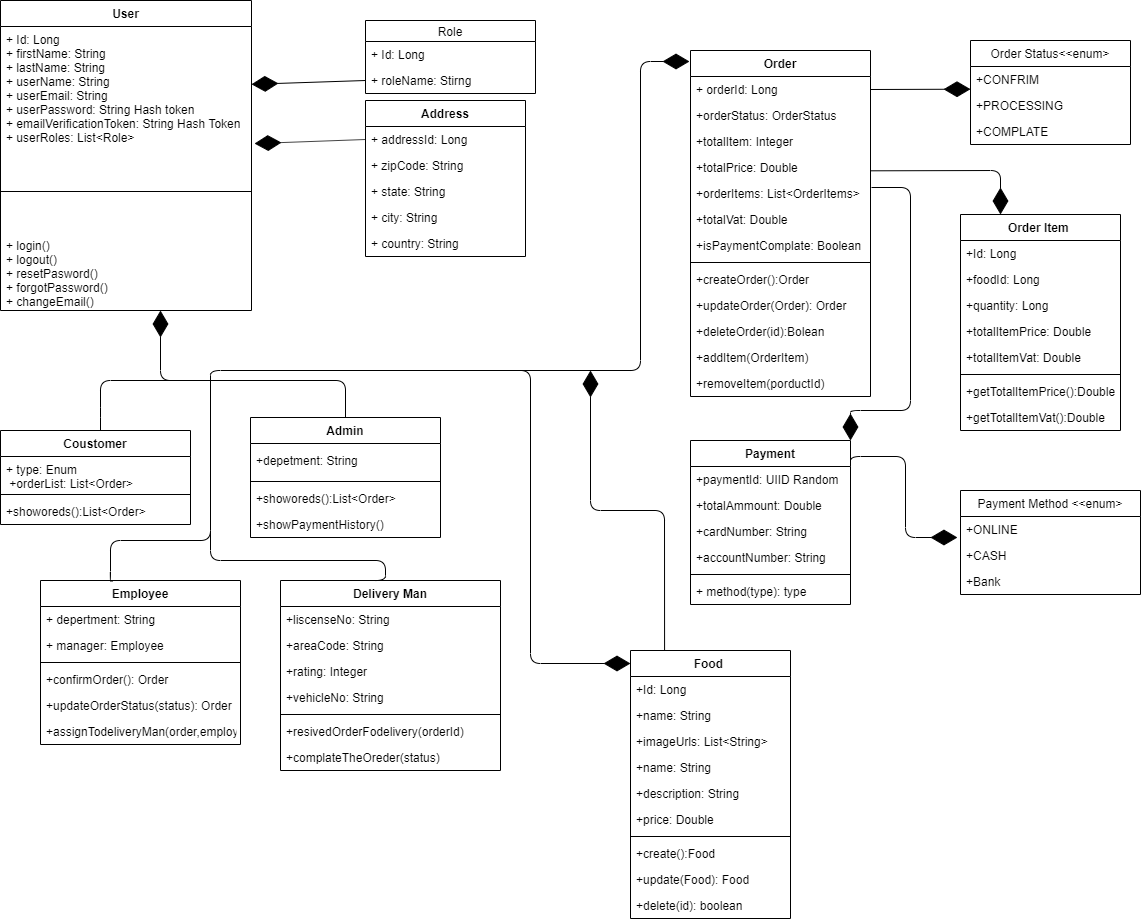 User
+ Id: Long
+ firstName: String
+ lastName: String
+ userName: String
+ userEmail: String
+ userPassword: String Hash token
+ emailVerificationToken: String Hash Token
+ userRoles: List<Role>
+ login()
+ logout()
+ resetPasword()
+ forgotPassword()
+ changeEmail()
Role
+ Id: Long
+ roleName: Stirng
Address
+ addressId: Long
+ zipCode: String
+ state: String
+ city: String
+ country: String
Order
+ orderId: Long
+orderStatus: OrderStatus
+totalItem: Integer
+totalPrice: Double
+orderItems: List<OrderItems>
+totalVat: Double
+isPaymentComplate: Boolean
+createOrder():Order
+updateOrder(Order): Order
+deleteOrder(id):Bolean
+addItem(OrderItem)
+removeItem(porductId)
Order Status<<enum>
+CONFRIM
+PROCESSING
+COMPLATE
Order Item
+Id: Long
+foodId: Long
+quantity: Long
+totalItemPrice: Double
+totalItemVat: Double
+getTotalItemPrice():Double
+getTotalItemVat():Double
Coustomer
+ type: Enum
+orderList: List<Order>
+showoreds():List<Order>
Admin
+depetment: String
+showoreds():List<Order>
+showPaymentHistory()
Payment
+paymentId: UIID Random
+totalAmmount: Double
+cardNumber: String
+accountNumber: String
+ method(type): type
Payment Method <<enum>
+ONLINE
+CASH
+Bank
Employee
+ depertment: String
+ manager: Employee
+confirmOrder(): Order
+updateOrderStatus(status): Order
+assignTodeliveryMan(order,employ
Delivery Man
+liscenseNo: String
+areaCode: String
+rating: Integer
+vehicleNo: String
+resivedOrderFodelivery(orderId)
+complateTheOreder(status)
Food
+Id: Long
+name: String
+imageUrls: List<String>
+name: String
+description: String
+price: Double
+create():Food
+update(Food): Food
+delete(id): boolean